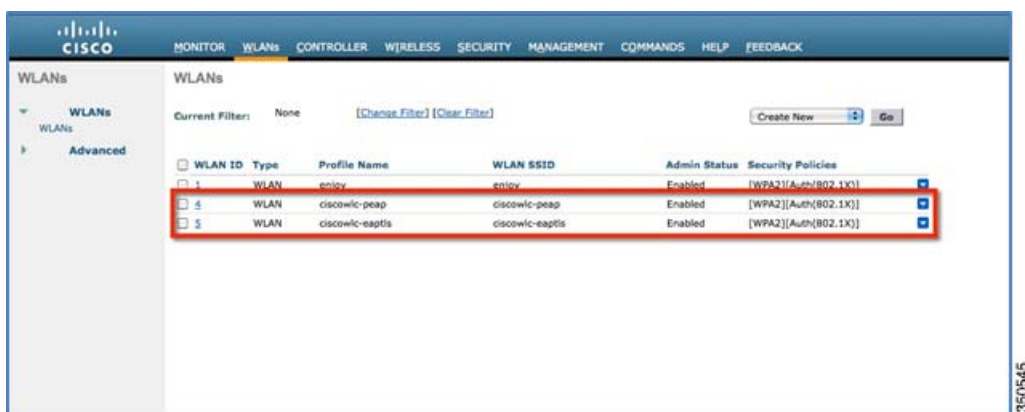 CISCO
MONITOR WLANs CONTROLLER WIRELESS SECURITY MANAGEMENT COMMANDS HELP FEEDBACK
WLANs
WLANs
WLANs
Advanced
WLANs
Current Filter: None [Change Filter] [Clear Filter]
Create New Go
WLAN ID Type Profile Name WLAN SSID Admin Status Security Policies
1 WLAN enjoy enjoy Enabled [WPA2][Auth(802.1X)]
4 WLAN ciscowlc-peap ciscowlc-peap Enabled [WPA2][Auth(802.1X)]
5 WLAN ciscowlc-eaptls ciscowlc-eaptls Enabled [WPA2][Auth(802.1X)]
350545